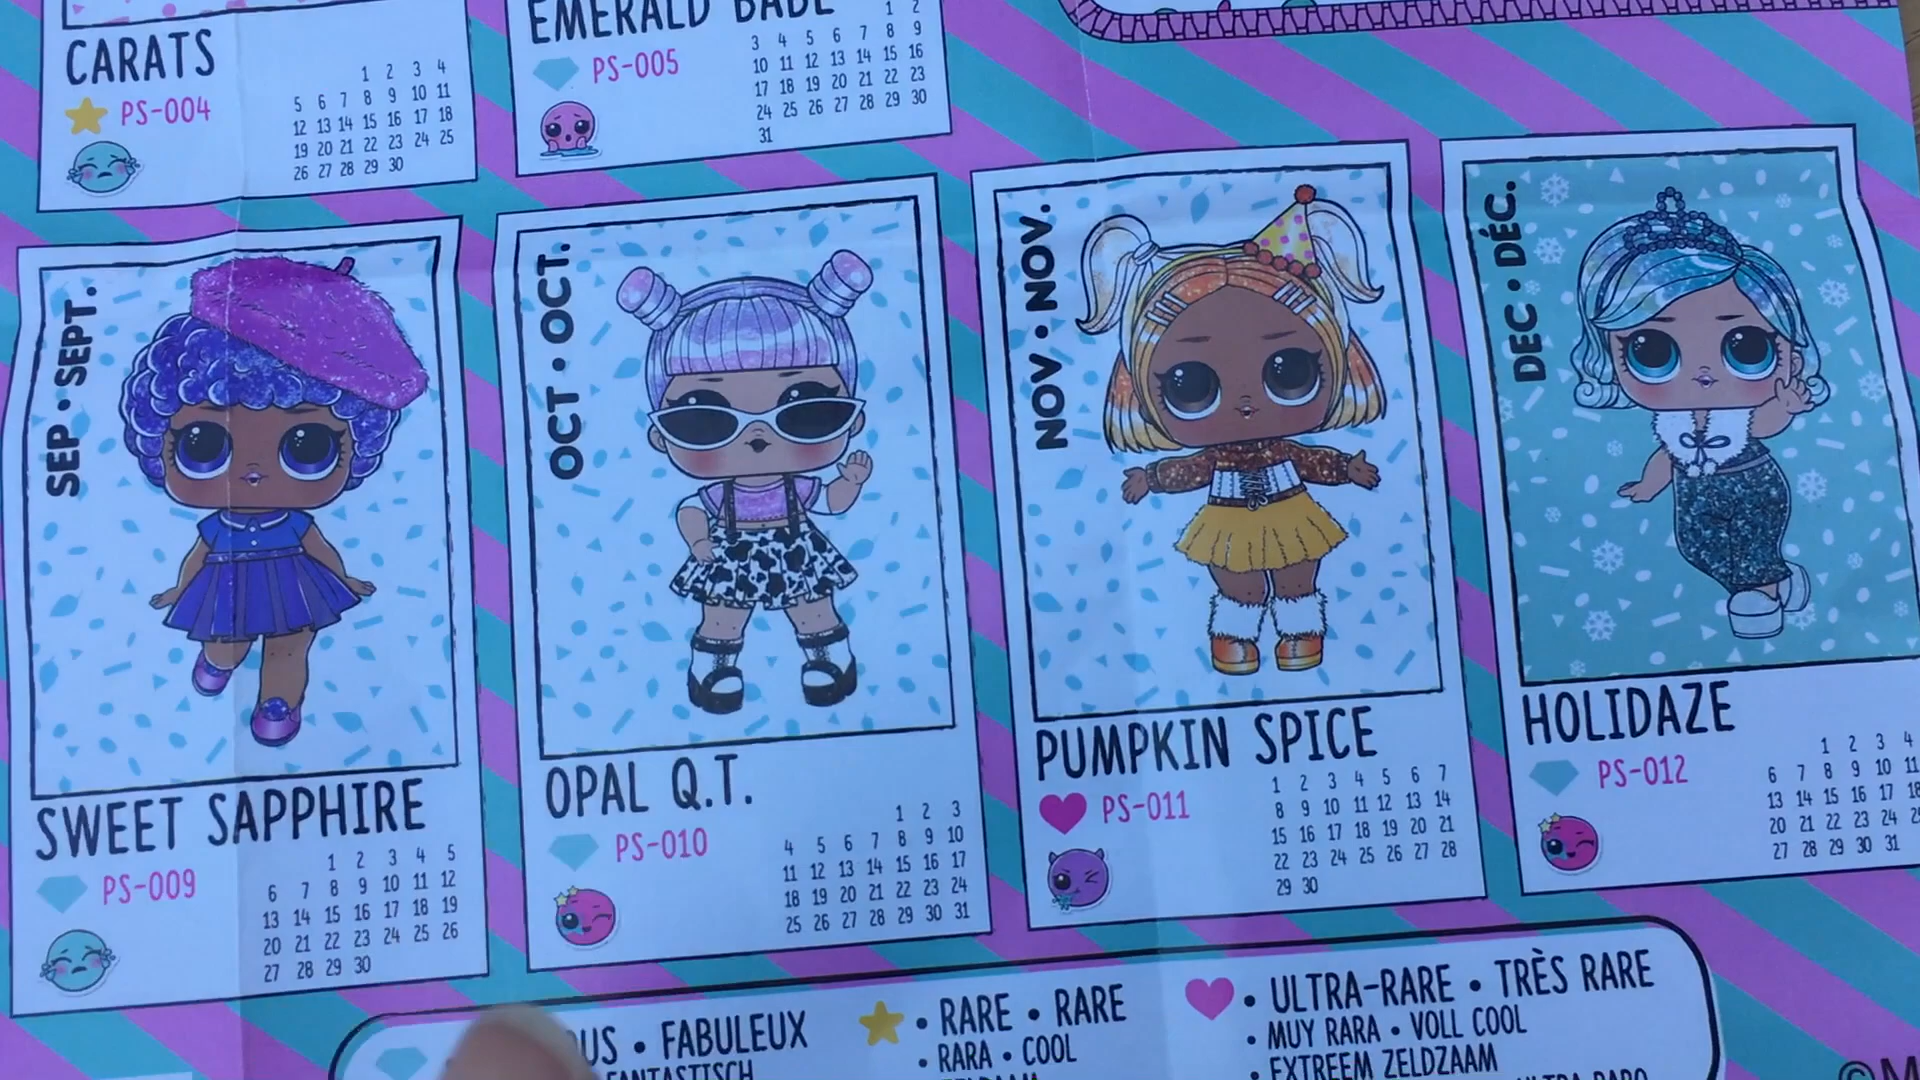 CARATS
PS-004
1 2 3 4
5 6 7 8 9 10 11
12 13 14 15 16 17 18
19 20 21 22 23 24 25
26 27 28 29 30
EMERALD BABE
PS-005
1 2
3 4 5 6 7 8 9
10 11 12 13 14 15 16
17 18 19 20 21 22 23
24 25 26 27 28 29 30
31
SEP • SEPT.
SWEET SAPPHIRE
PS-009
1 2 3 4 5
6 7 8 9 10 11 12
13 14 15 16 17 18 19
20 21 22 23 24 25 26
27 28 29 30
OCT • OCT.
OPAL Q.T.
PS-010
1 2 3
4 5 6 7 8 9 10
11 12 13 14 15 16 17
18 19 20 21 22 23 24
25 26 27 28 29 30 31
NOV • NOV.
PUMPKIN SPICE
PS-011
1 2 3 4 5 6 7
8 9 10 11 12 13 14
15 16 17 18 19 20 21
22 23 24 25 26 27 28
29 30
DEC • DÉC.
HOLIDAZE
PS-012
1 2 3 4
6 7 8 9 10 11
13 14 15 16 17 18
20 21 22 23 24
27 28 29 30 31
• FABULEUX
FANTASTISCH
• RARE • RARE
• RARA • COOL
• ULTRA-RARE • TRÈS RARE
• MUY RARA • VOLL COOL
• EXTREEM ZELDZAAM